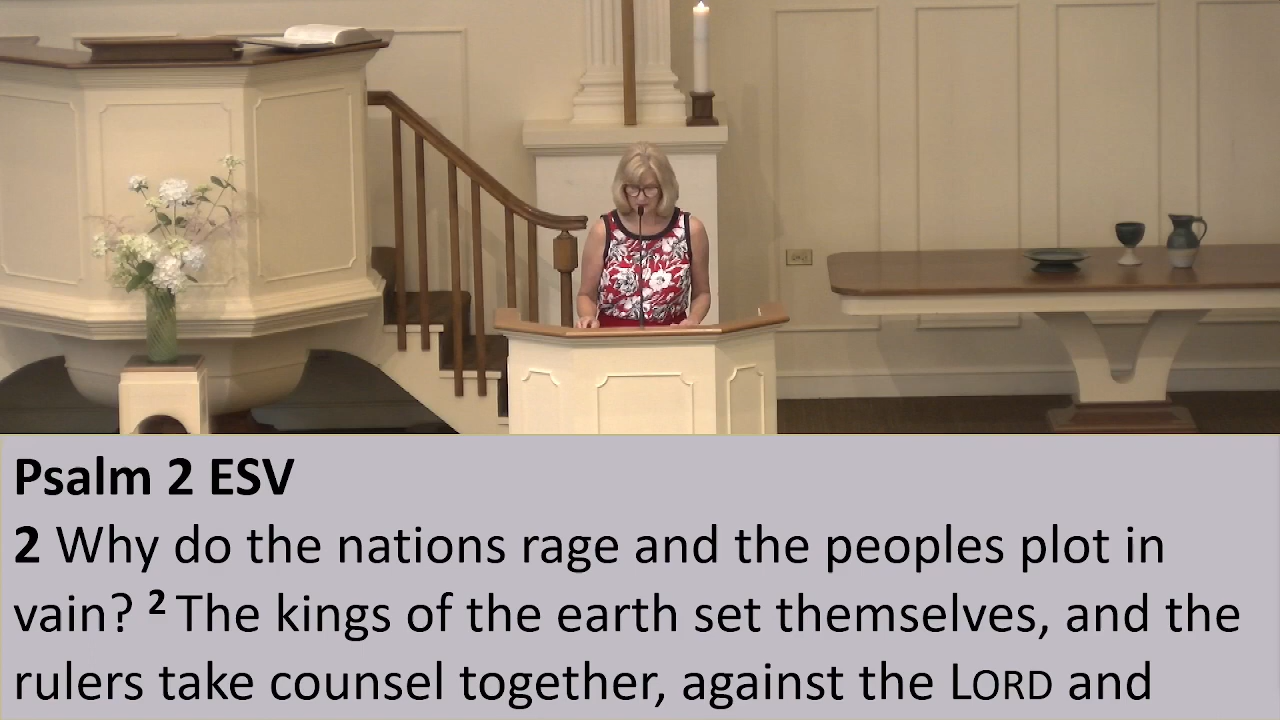 Psalm 2 ESV
2 Why do the nations rage and the peoples plot in
vain? 2 The kings of the earth set themselves, and the
rulers take counsel together, against the LORD and